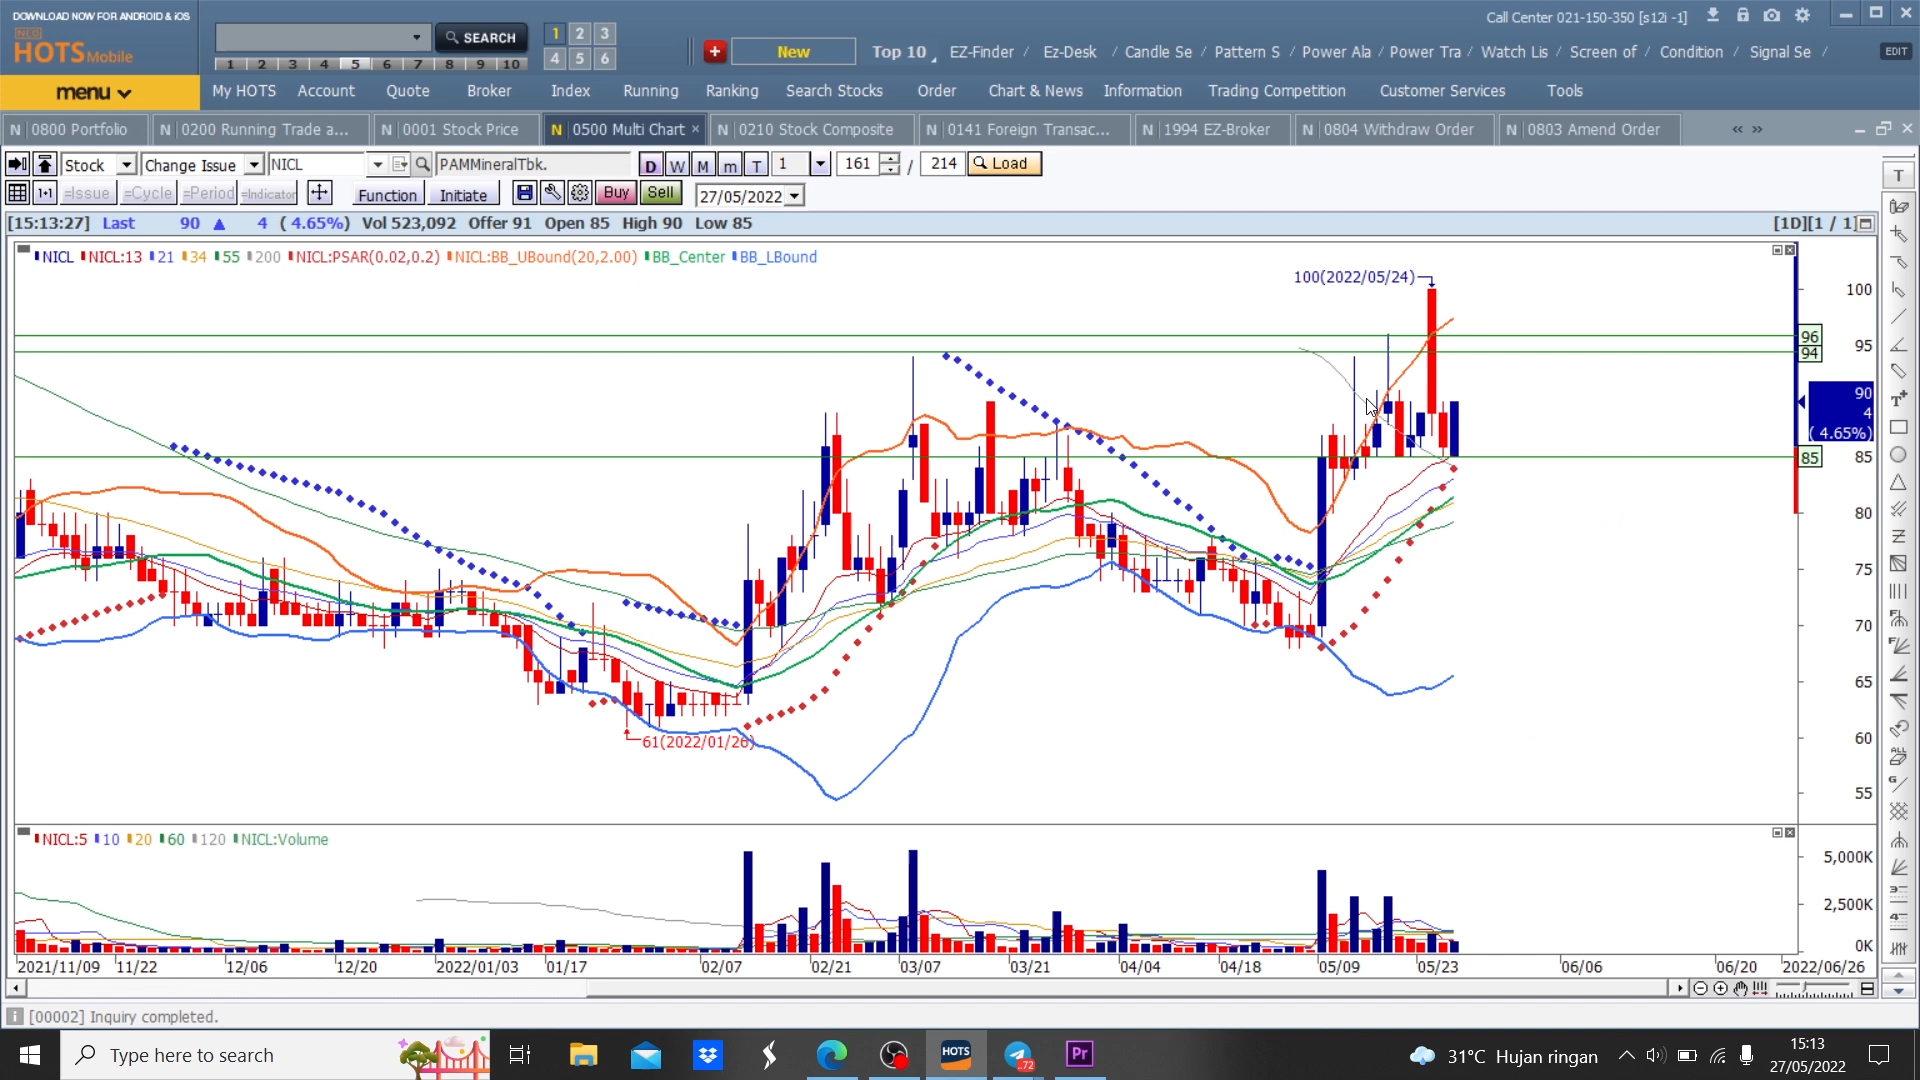 DOWNLOAD NOW FOR ANDROID & iOS
NEO
HOTS Mobile
SEARCH
1 2 3 4 5 6 7 8 9 10
1 2 3
4 5 6
New
Top 10 EZ-Finder / Ez-Desk / Candle Se / Pattern S / Power Ala / Power Tra / Watch Lis / Screen of / Condition / Signal Se /
Call Center 021-150-350 [s12i -1]
EDIT
menu
My HOTS Account Quote Broker Index Running Ranking Search Stocks Order Chart & News Information Trading Competition Customer Services Tools
N 0800 Portfolio N 0200 Running Trade a... N 0001 Stock Price N 0500 Multi Chart × N 0210 Stock Composite N 0141 Foreign Transac... N 1994 EZ-Broker N 0804 Withdraw Order N 0803 Amend Order « »
Stock Change Issue NICL PAMMineralTbk. D W M m T 1 161 / 214 Load
=Issue =Cycle =Period =Indicator Function Initiate Buy Sell 27/05/2022
[15:13:27] Last 90 ▲ 4 ( 4.65%) Vol 523,092 Offer 91 Open 85 High 90 Low 85 [1D][1 / 1]
NICL NICL:13 21 34 55 200 NICL:PSAR(0.02,0.2) NICL:BB_UBound(20,2.00) BB_Center BB_LBound
100(2022/05/24)
100
96
95
94
90
4
( 4.65%)
85 85
80
75
70
65
61(2022/01/26)
60
55
NICL:5 10 20 60 120 NICL:Volume
5,000K
2,500K
0K
2021/11/09 11/22 12/06 12/20 2022/01/03 01/17 02/07 02/21 03/07 03/21 04/04 04/18 05/09 05/23 06/06 06/20 2022/06/26
[00002] Inquiry completed.
Type here to search
HOTS
72
Pr
31°C Hujan ringan
15:13
27/05/2022